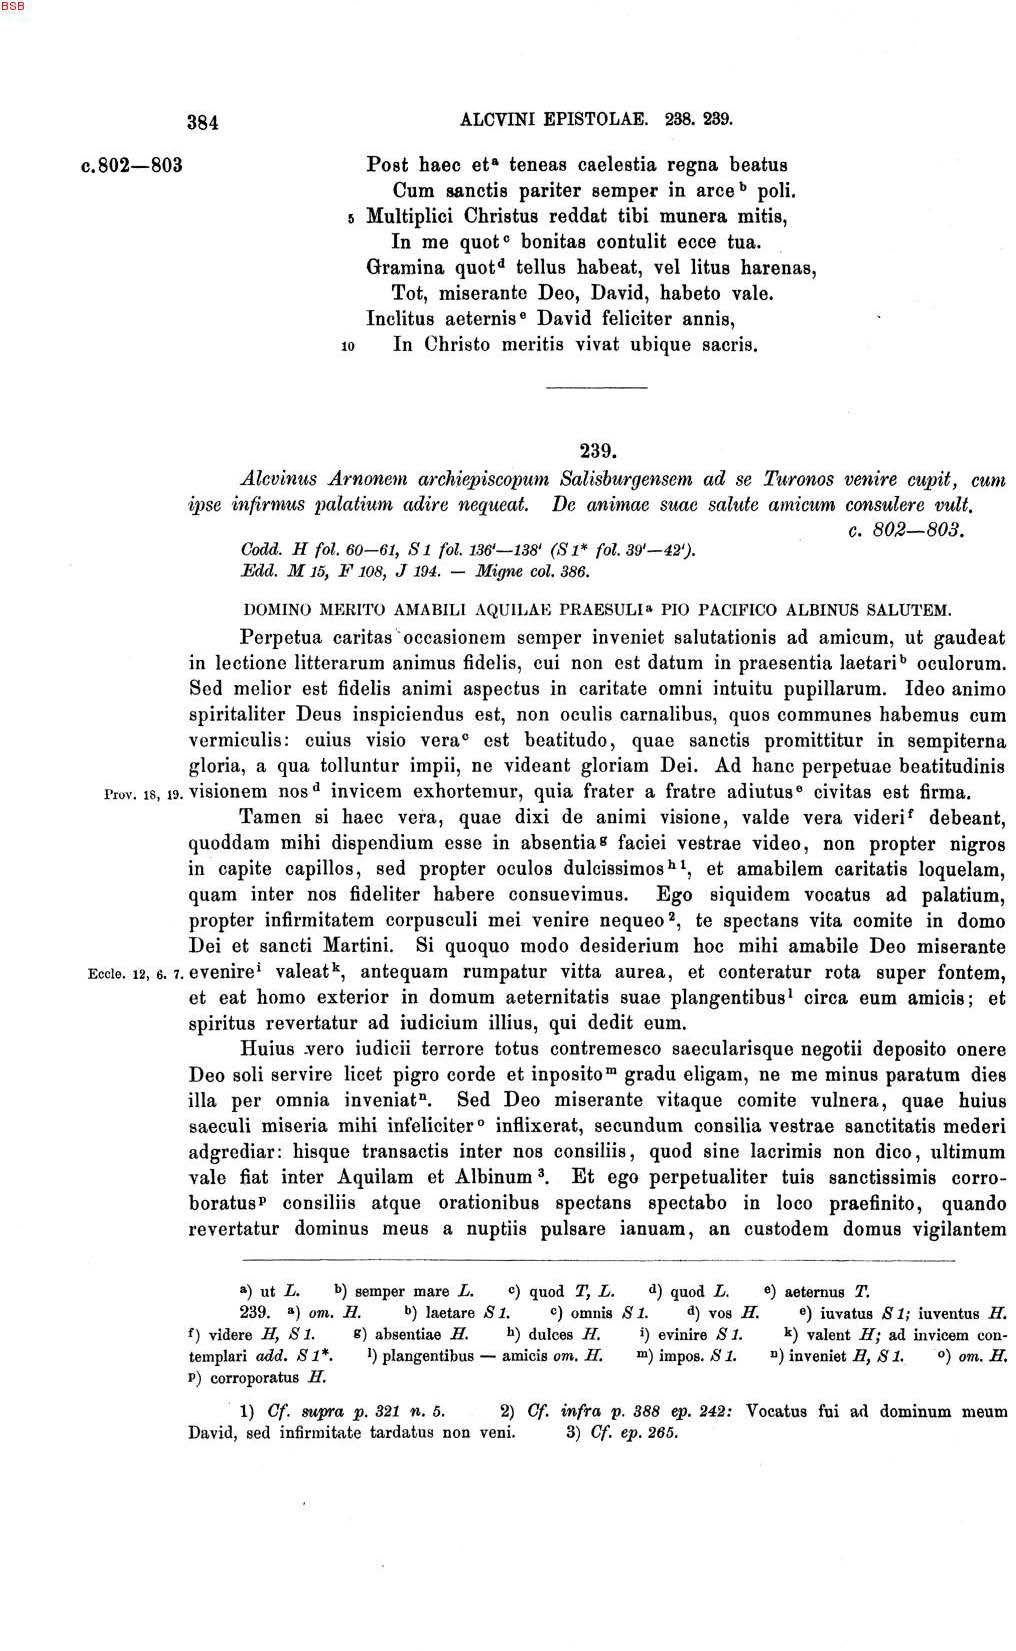 BSB
384 ALCVINI EPISTOLAE. 238. 239.
c. 802—803 Post haec et a teneas caelestia regna beatus
Cum sanctis pariter semper in arce b poli.
5 Multiplici Christus reddat tibi munera mitis,
In me quot c bonitas contulit ecce tua.
Gramina quot d tellus habeat, vel litus harenas,
Tot, miserante Deo, David, habeto vale.
Inclitus aeternis e David feliciter annis,
10 In Christo meritis vivat ubique sacris.
239.
Alcvinus Arnonem archiepiscopum Salisburgensem ad se Turonos venire cupit, cum
ipse infirmus palatium adire nequeat. De animae suae salute amicum consulere vult.
c. 802—803.
Codd. H fol. 60—61, S1 fol. 136'—138' (S1* fol. 39'—42').
Edd. M 15, F 108, J 194. — Migne col. 386.
DOMINO MERITO AMABILI AQUILAE PRAESULI a PIO PACIFICO ALBINUS SALUTEM.
Perpetua caritas occasionem semper inveniet salutationis ad amicum, ut gaudeat
in lectione litterarum animus fidelis, cui non est datum in praesentia laetari b oculorum.
Sed melior est fidelis animi aspectus in caritate omni intuitu pupillarum. Ideo animo
spiritaliter Deus inspiciendus est, non oculis carnalibus, quos communes habemus cum
vermiculis: cuius visio vera c est beatitudo, quae sanctis promittitur in sempiterna
gloria, a qua tolluntur impii, ne videant gloriam Dei. Ad hanc perpetuae beatitudinis
Prov. 18, 19. visionem nos d invicem exhortemur, quia frater a fratre adiutus e civitas est firma.
Tamen si haec vera, quae dixi de animi visione, valde vera videri f debeant,
quoddam mihi dispendium esse in absentia g faciei vestrae video, non propter nigros
in capite capillos, sed propter oculos dulcissimos h 1, et amabilem caritatis loquelam,
quam inter nos fideliter habere consuevimus. Ego siquidem vocatus ad palatium,
propter infirmitatem corpusculi mei venire nequeo 2, te spectans vita comite in domo
Dei et sancti Martini. Si quoquo modo desiderium hoc mihi amabile Deo miserante
Eccle. 12, 6. 7. evenire i valeat k, antequam rumpatur vitta aurea, et conteratur rota super fontem,
et eat homo exterior in domum aeternitatis suae plangentibus l circa eum amicis; et
spiritus revertatur ad iudicium illius, qui dedit eum.
Huius vero iudicii terrore totus contremesco saecularisque negotii deposito onere
Deo soli servire licet pigro corde et inposito m gradu eligam, ne me minus paratum dies
illa per omnia inveniat n. Sed Deo miserante vitaque comite vulnera, quae huius
saeculi miseria mihi infeliciter o inflixerat, secundum consilia vestrae sanctitatis mederi
adgrediar: hisque transactis inter nos consiliis, quod sine lacrimis non dico, ultimum
vale fiat inter Aquilam et Albinum 3. Et ego perpetualiter tuis sanctissimis corro-
boratus p consiliis atque orationibus spectans spectabo in loco praefinito, quando
revertatur dominus meus a nuptiis pulsare ianuam, an custodem domus vigilantem
a) ut L. b) semper mare L. c) quod T, L. d) quod L. e) aeternus T.
239. a) om. H. b) laetare S1. c) omnis S1. d) vos H. e) iuvatus S1; iuventus H.
f) videre H, S1. g) absentiae H. h) dulces H. i) evinire S1. k) valent H; ad invicem con-
templari add. S1*. l) plangentibus — amicis om. H. m) impos. S1. n) inveniet H, S1. o) om. H.
p) corroporatus H.
1) Cf. supra p. 321 n. 5. 2) Cf. infra p. 388 ep. 242: Vocatus fui ad dominum meum
David, sed infirmitate tardatus non veni. 3) Cf. ep. 265.